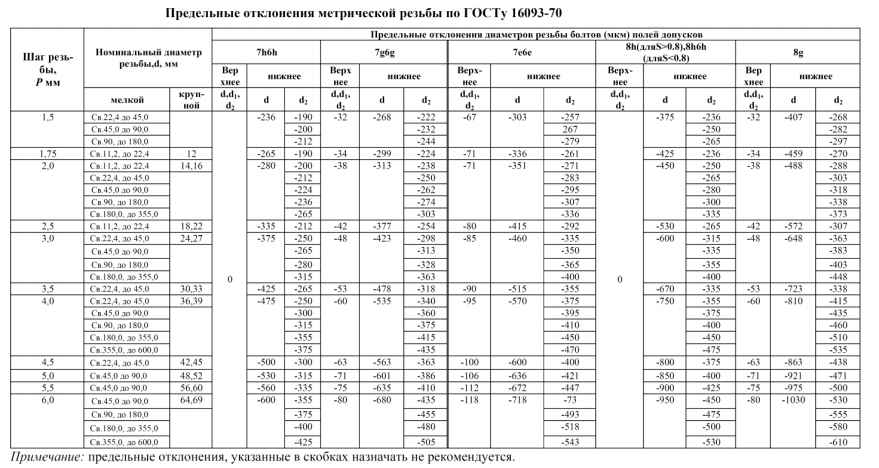 Предельные отклонения метрической резьбы по ГОСТу 16093-70
Шаг резьбы, P мм | Номинальный диаметр резьбы,d, мм | Предельные отклонения диаметров резьбы болтов (мкм) полей допусков
7h6h | 7g6g | 7e6e | 8h(дляS>0.8),8h6h (дляS<0.8) | 8g
Верхнее | нижнее | Верхнее | нижнее | Верх-нее | нижнее | Верхнее | нижнее | Верхнее | нижнее
мелкой | круп-ной | d,d1, d2 | d | d2 | d,d1, d2 | d | d2 | d,d1, d2 | d | d2 | d,d1, d2 | d | d2 | d,d1, d2 | d | d2
1,5 | Св.22,4 до 45,0 | -236 | -190 | -32 | -268 | -222 | -67 | -303 | -257 | -375 | -236 | -32 | -407 | -268
Св.45,0 до 90,0 | -200 | -232 | 267 | -250 | -282
Св.90, до 180,0 | -212 | -244 | -279 | -265 | -297
1,75 | Св.11,2, до 22,4 | 12 | -265 | -190 | -34 | -299 | -224 | -71 | -336 | -261 | -425 | -236 | -34 | -459 | -270
2,0 | Св.11,2, до 22,4 | 14,16 | -280 | -200 | -38 | -313 | -238 | -71 | -351 | -271 | -450 | -250 | -38 | -488 | -288
Св.22,4, до 45,0 | -212 | -250 | -283 | -265 | -303
Св.45,0 до 90,0 | -224 | -262 | -295 | -280 | -318
Св.90, до 180,0 | -236 | -274 | -307 | -300 | -338
Св.180,0, до 355,0 | -265 | -303 | -336 | -335 | -373
2,5 | Св.11,2, до 22,4 | 18,22 | -335 | -212 | -42 | -377 | -254 | -80 | -415 | -292 | -530 | -265 | -42 | -572 | -307
3,0 | Св.22,4, до 45,0 | 24,27 | -375 | -250 | -48 | -423 | -298 | -85 | -460 | -335 | -600 | -315 | -48 | -648 | -363
Св.45,0 до 90,0 | -265 | -313 | -350 | -335 | -383
Св.90, до 180,0 | -280 | -328 | -365 | -355 | -403
Св.180,0, до 355,0 | 0 | -315 | -363 | -400 | 0 | -400 | -448
3,5 | Св.22,4, до 45,0 | 30,33 | -425 | -265 | -53 | -478 | -318 | -90 | -515 | -355 | -670 | -335 | -53 | -723 | -338
4,0 | Св.22,4, до 45,0 | 36,39 | -475 | -250 | -60 | -535 | -340 | -95 | -570 | -375 | -750 | -355 | -60 | -810 | -415
Св.45,0 до 90,0 | -300 | -360 | -395 | -375 | -435
Св.90, до 180,0 | -315 | -375 | -410 | -400 | -460
Св.180,0, до 355,0 | -355 | -415 | -450 | -450 | -510
Св.355,0, до 600,0 | -375 | -435 | -470 | -475 | -535
4,5 | Св.22,4, до 45,0 | 42,45 | -500 | -300 | -63 | -563 | -363 | -100 | -600 | -400 | -800 | -375 | -63 | -863 | -438
5,0 | Св.45,0 до 90,0 | 48,52 | -530 | -315 | -71 | -601 | -386 | -106 | -636 | -421 | -850 | -400 | -71 | -921 | -471
5,5 | Св.45,0 до 90,0 | 56,60 | -560 | -335 | -75 | -635 | -410 | -112 | -672 | -447 | -900 | -425 | -75 | -975 | -500
6,0 | Св.45,0 до 90,0 | 64,69 | -600 | -355 | -80 | -680 | -435 | -118 | -718 | -73 | -950 | -450 | -80 | -1030 | -530
Св.90, до 180,0 | -375 | -455 | -493 | -475 | -555
Св.180,0, до 355,0 | -400 | -480 | -518 | -500 | -580
Св.355,0, до 600,0 | -425 | -505 | -543 | -530 | -610
Примечание: предельные отклонения, указанные в скобках назначать не рекомендуется.